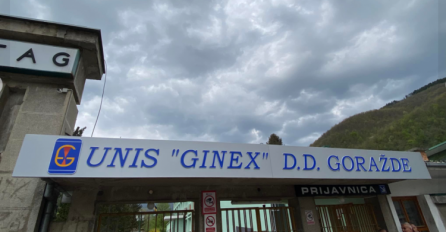 TAG
UNIS "GINEX" D.D. GORAŽDE
PRIJAVNICA